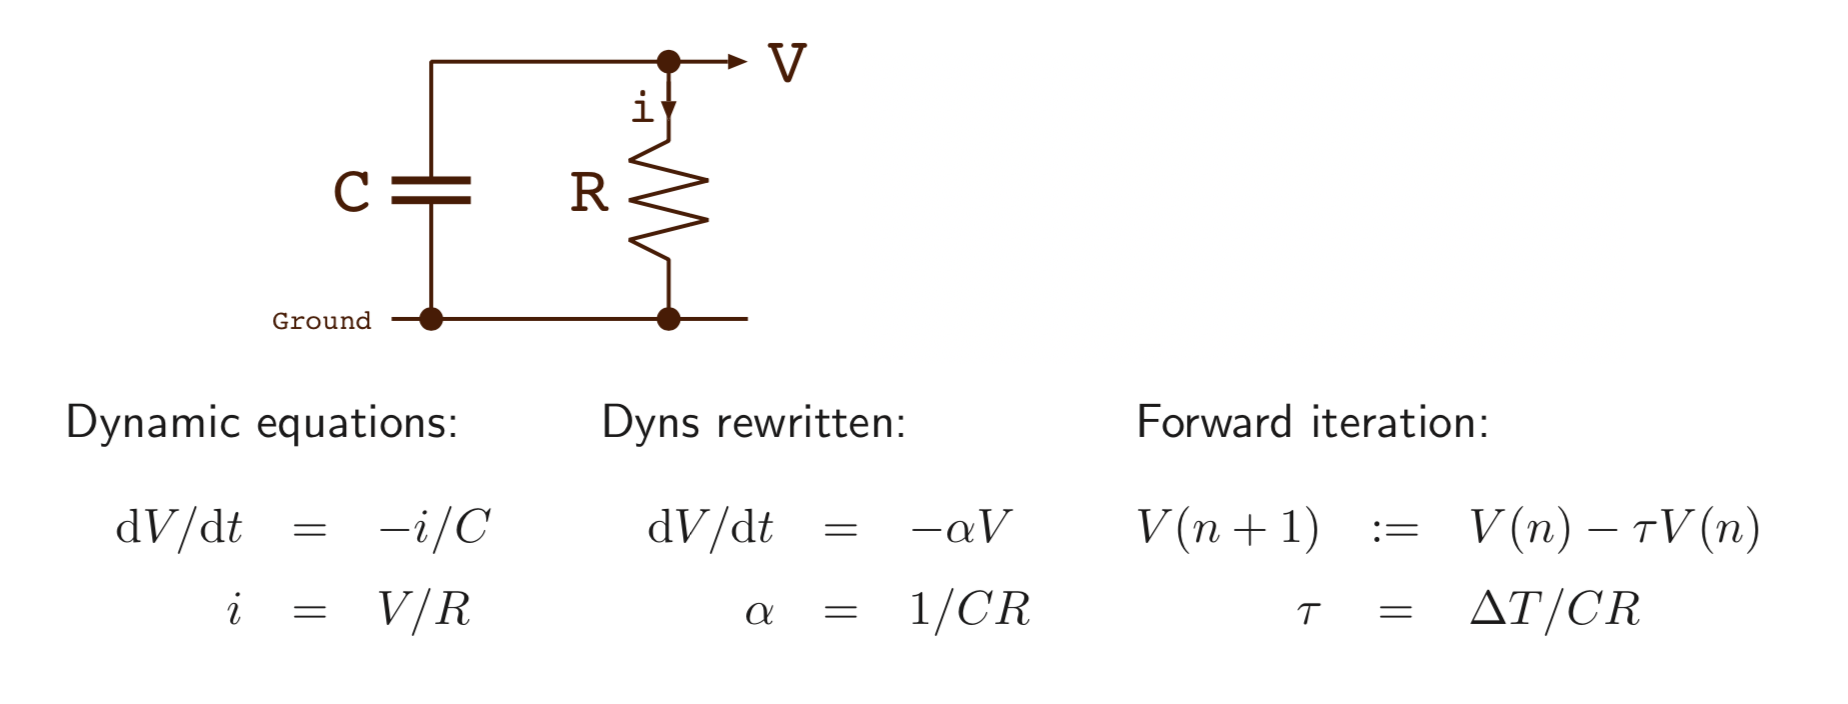 V
i
C
R
Ground
Dynamic equations: Dyns rewritten: Forward iteration:
dV/dt = −i/C dV/dt = −αV V(n + 1) := V(n) − τV(n)
i = V/R α = 1/CR τ = ΔT/CR